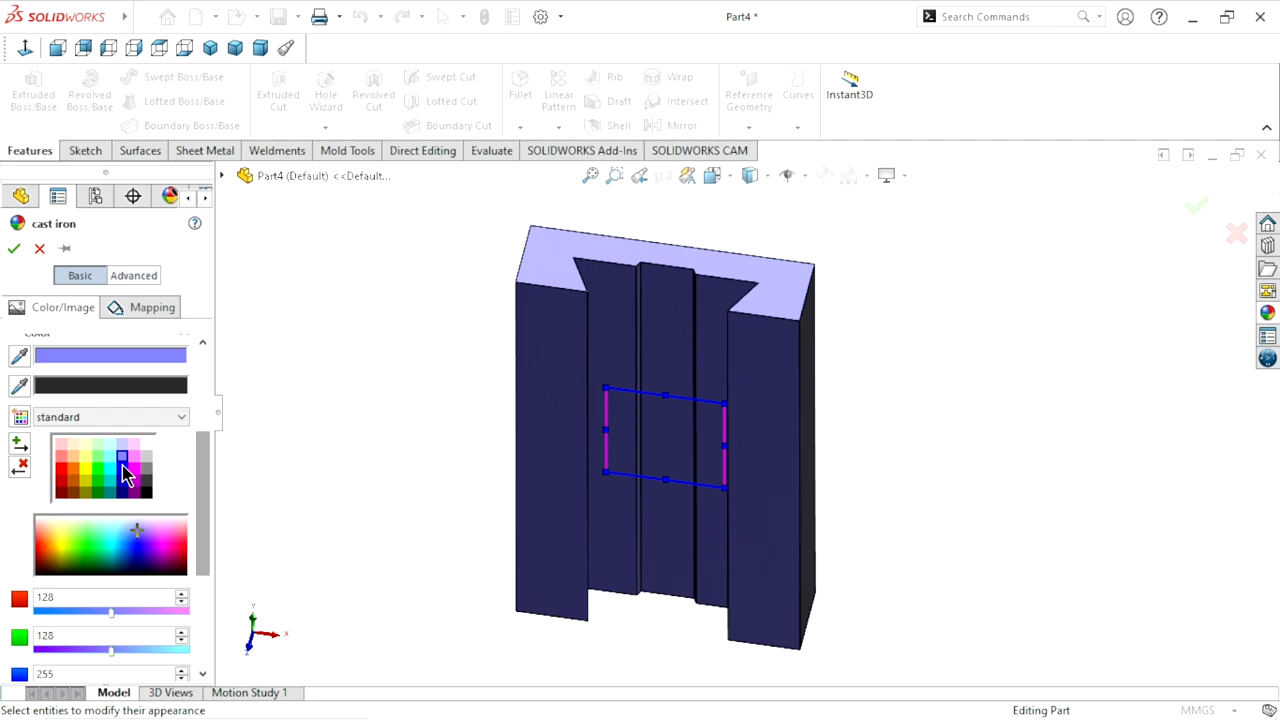 SOLIDWORKS
Part4 *
Search Commands
Extruded Boss/Base
Revolved Boss/Base
Swept Boss/Base
Lofted Boss/Base
Boundary Boss/Base
Extruded Cut
Hole Wizard
Revolved Cut
Swept Cut
Lofted Cut
Boundary Cut
Fillet
Linear Pattern
Rib
Draft
Shell
Wrap
Intersect
Mirror
Reference Geometry
Curves
Instant3D
Features
Sketch
Surfaces
Sheet Metal
Weldments
Mold Tools
Direct Editing
Evaluate
SOLIDWORKS Add-Ins
SOLIDWORKS CAM
Part4 (Default) <<Default...
cast iron
Basic
Advanced
Color/Image
Mapping
Color
standard
128
128
255
Y
X
Z
Model
3D Views
Motion Study 1
Select entities to modify their appearance
Editing Part
MMGS